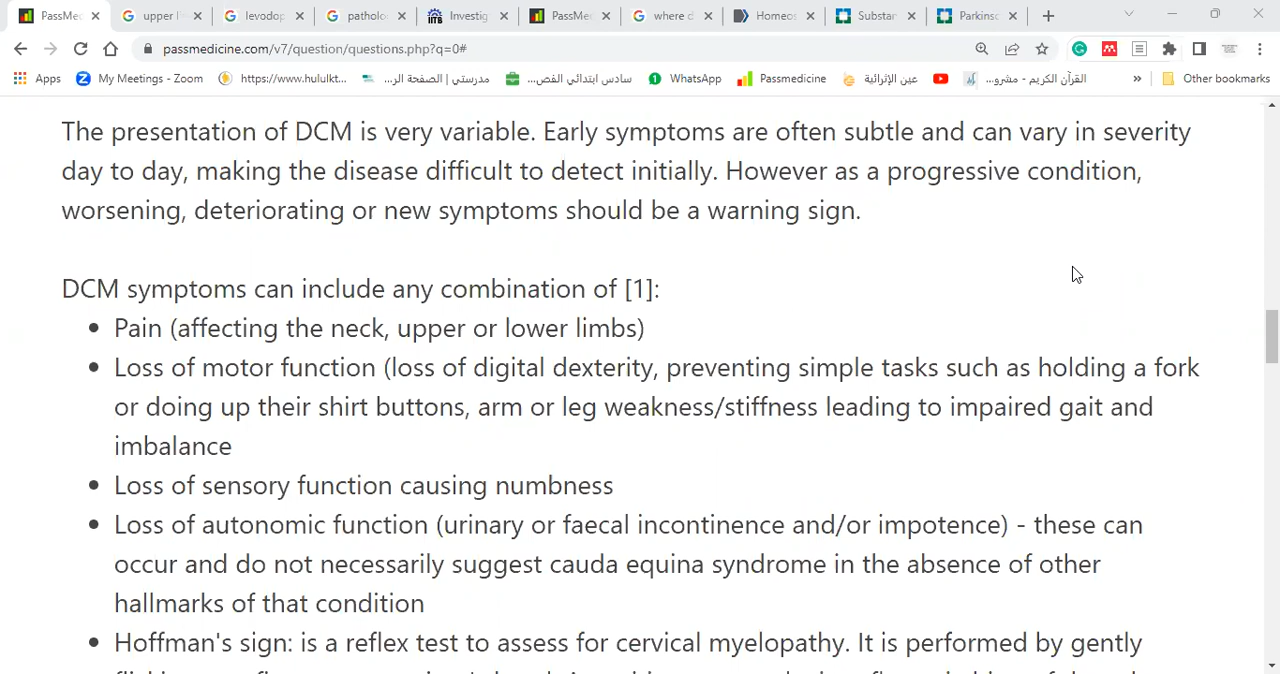 PassMe
upper l
levodop
patholo
Investig
PassMe
where d
Homeos
Substan
Parkins
passmedicine.com/v7/question/questions.php?q=0#
Apps
My Meetings - Zoom
https://www.hululkt...
مدرستي | الصفحة الر...
سادس ابتدائي الفص...
WhatsApp
Passmedicine
عين الإثرائية
القرآن الكريم - مشرو...
»
Other bookmarks
The presentation of DCM is very variable. Early symptoms are often subtle and can vary in severity
day to day, making the disease difficult to detect initially. However as a progressive condition,
worsening, deteriorating or new symptoms should be a warning sign.
DCM symptoms can include any combination of [1]:
• Pain (affecting the neck, upper or lower limbs)
• Loss of motor function (loss of digital dexterity, preventing simple tasks such as holding a fork
or doing up their shirt buttons, arm or leg weakness/stiffness leading to impaired gait and
imbalance
• Loss of sensory function causing numbness
• Loss of autonomic function (urinary or faecal incontinence and/or impotence) - these can
occur and do not necessarily suggest cauda equina syndrome in the absence of other
hallmarks of that condition
• Hoffman's sign: is a reflex test to assess for cervical myelopathy. It is performed by gently